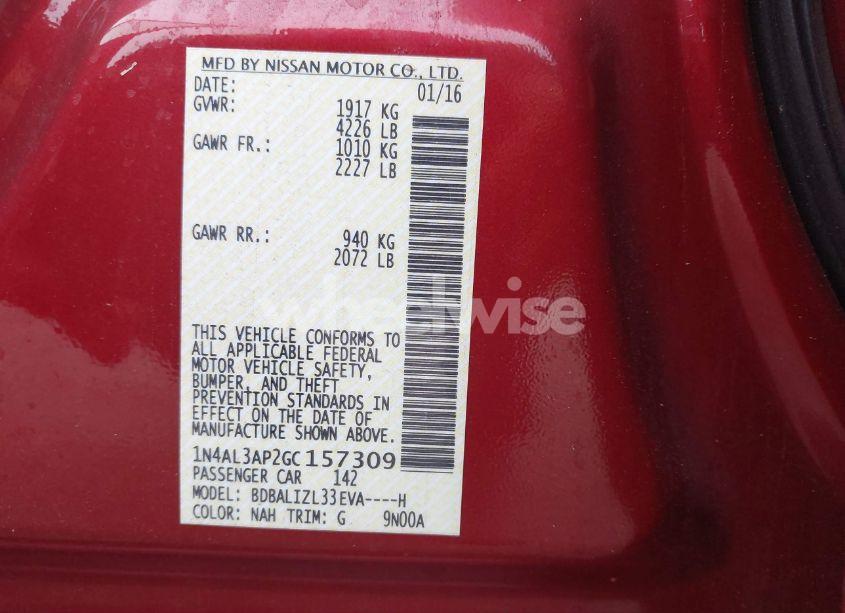 MFD BY NISSAN MOTOR CO., LTD.
DATE: 01/16
GVWR: 1917 KG
4226 LB
GAWR FR.: 1010 KG
2227 LB
GAWR RR.: 940 KG
2072 LB
wheelwise
THIS VEHICLE CONFORMS TO
ALL APPLICABLE FEDERAL
MOTOR VEHICLE SAFETY,
BUMPER, AND THEFT
PREVENTION STANDARDS IN
EFFECT ON THE DATE OF
MANUFACTURE SHOWN ABOVE.
1N4AL3AP2GC157309
PASSENGER CAR 142
MODEL: BDBALIZL33EVA----H
COLOR: NAH TRIM: G 9N00A